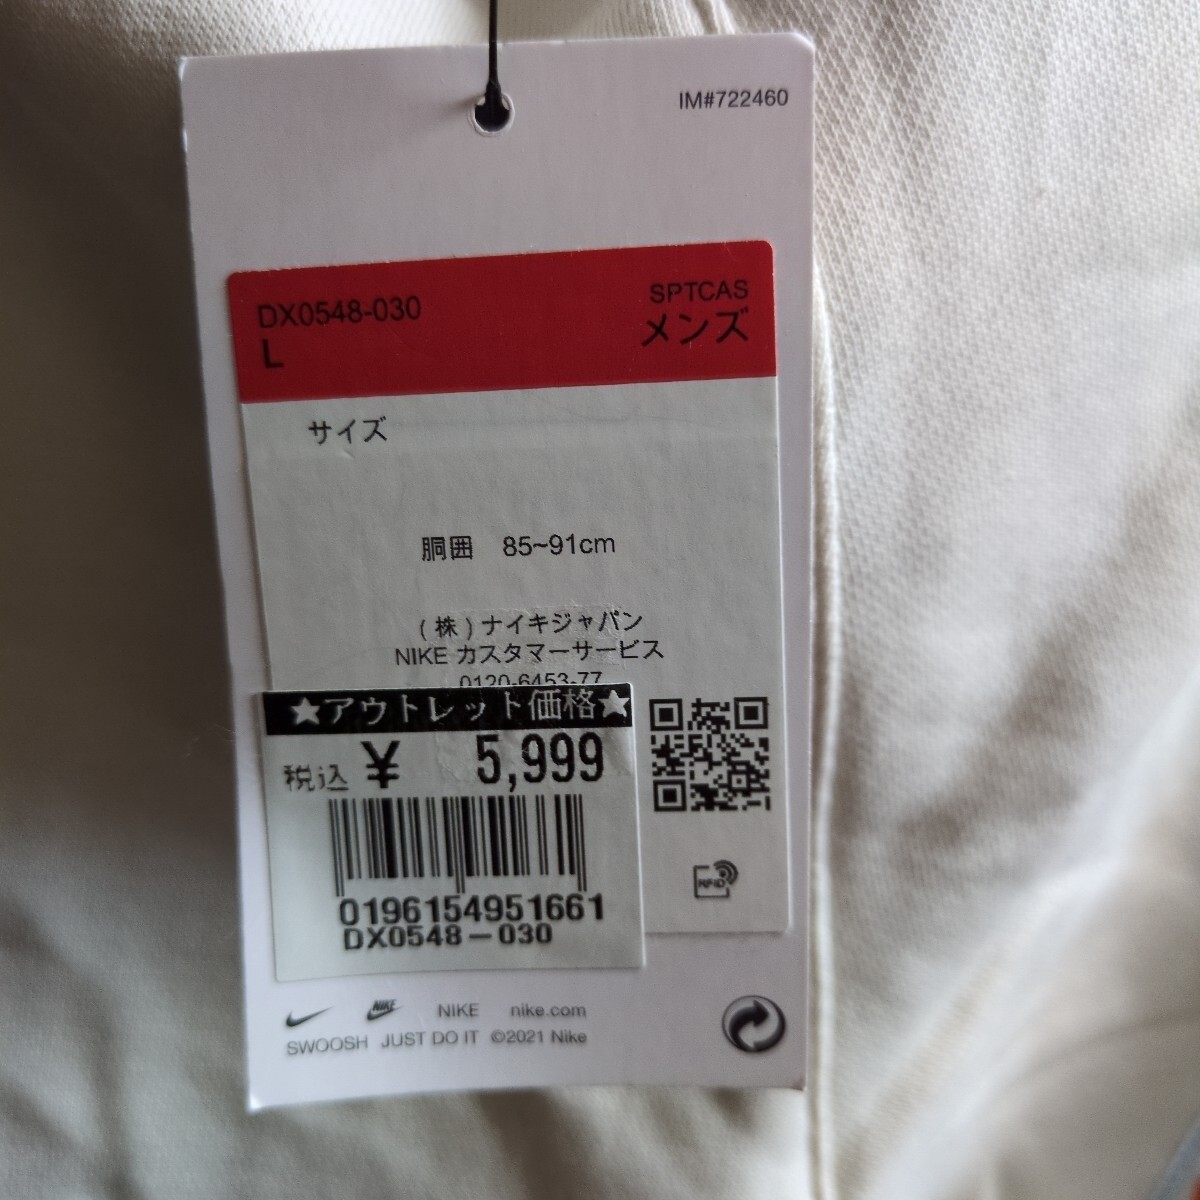 IM#722460
DX0548-030
L
SPTCAS
メンズ
サイズ
胴囲 85~91cm
(株)ナイキジャパン
NIKE カスタマーサービス
0120-6453-77
★アウトレット価格★
税込 ¥ 5,999
0196154951661
DX0548-030
RFID
NIKE NIKE nike.com
SWOOSH JUST DO IT ©2021 Nike